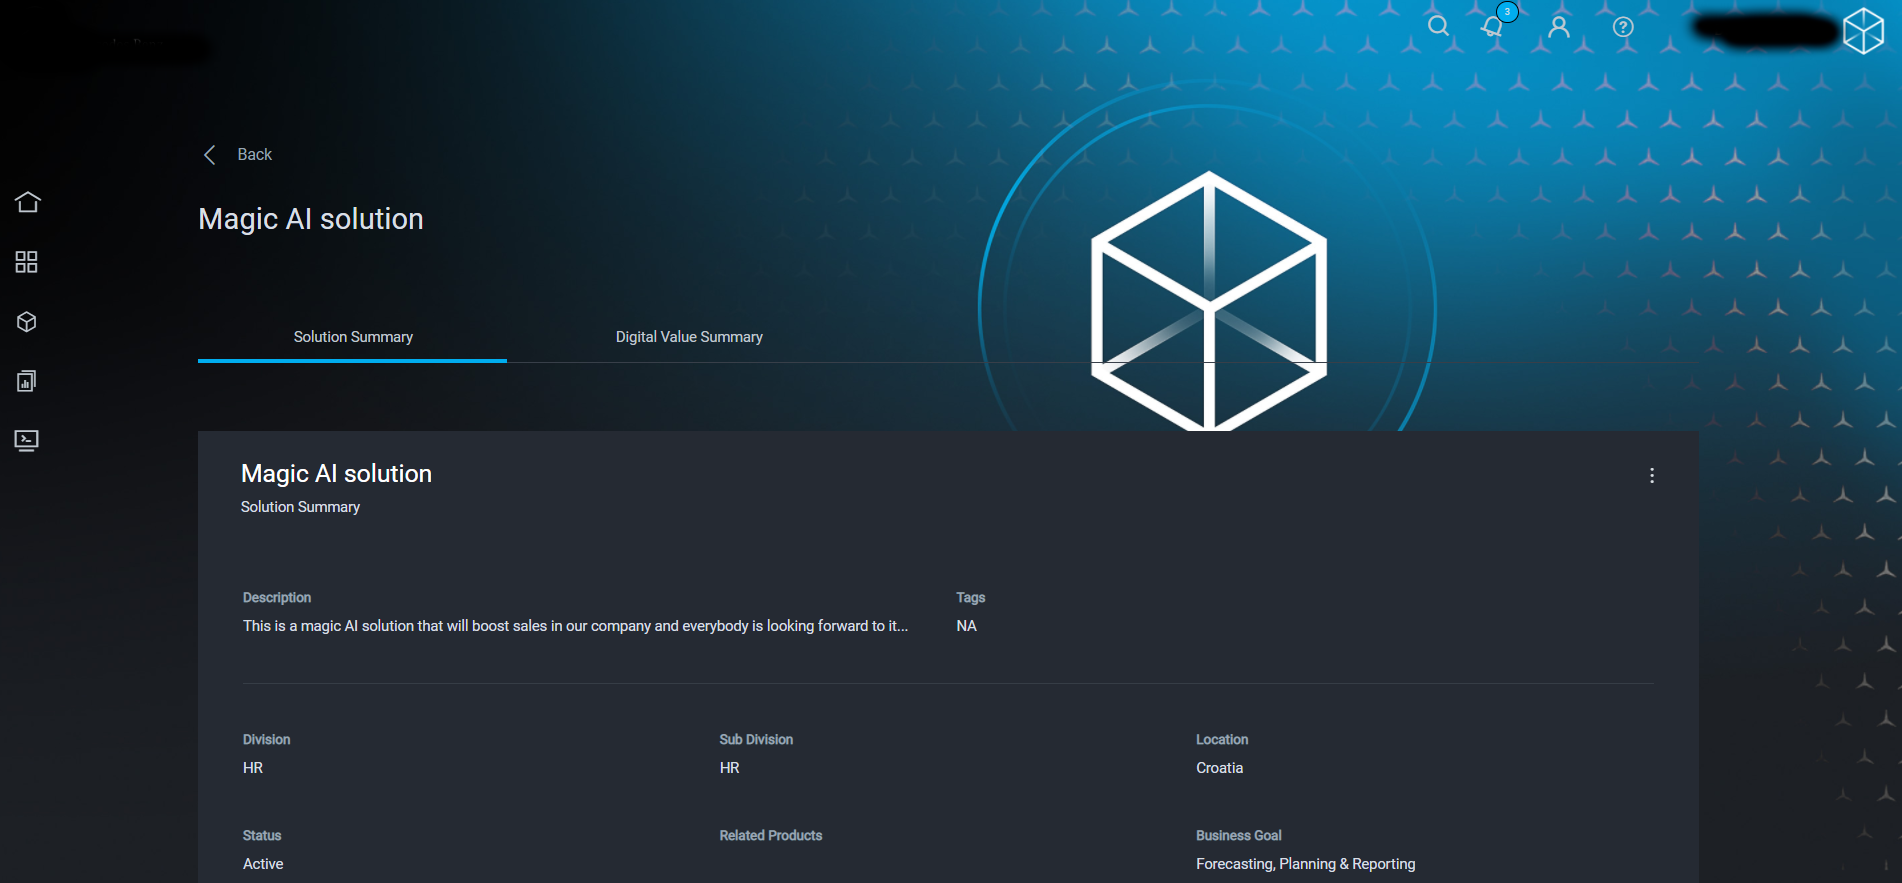 3
Back
Magic AI solution
Solution Summary
Digital Value Summary
Magic AI solution
Solution Summary
Description
Tags
This is a magic AI solution that will boost sales in our company and everybody is looking forward to it...
NA
Division
Sub Division
Location
HR
HR
Croatia
Status
Related Products
Business Goal
Active
Forecasting, Planning & Reporting